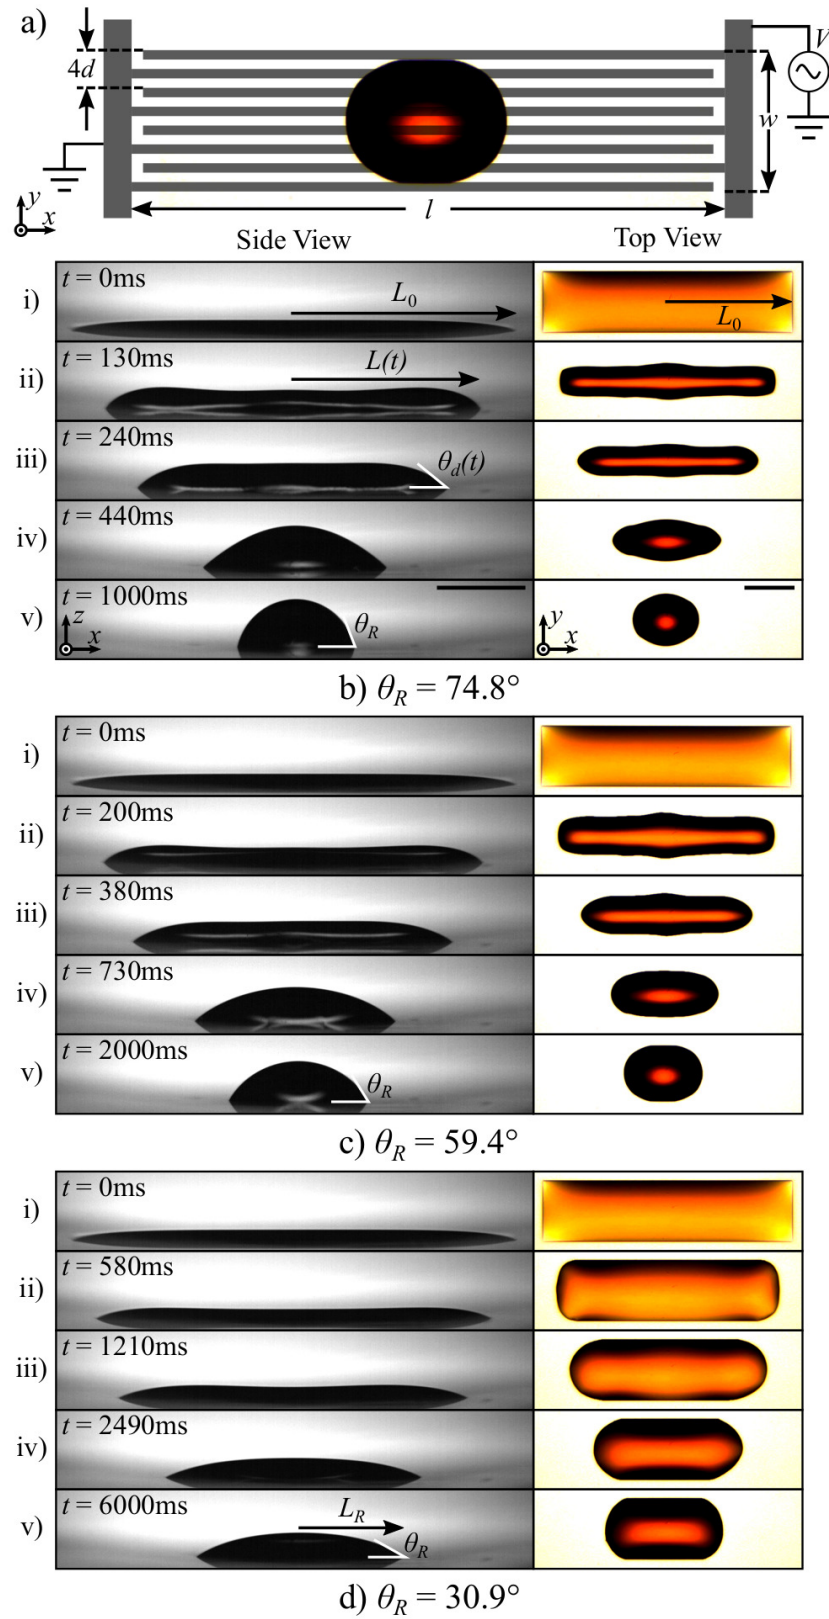 a)
V
4d
w
y
x
l
Side View
Top View
i)
t = 0ms
L0
L0
ii)
t = 130ms
L(t)
iii)
t = 240ms
θd(t)
iv)
t = 440ms
v)
t = 1000ms
z
x
θR
y
x
b) θR = 74.8°
i)
t = 0ms
ii)
t = 200ms
iii)
t = 380ms
iv)
t = 730ms
v)
t = 2000ms
θR
c) θR = 59.4°
i)
t = 0ms
ii)
t = 580ms
iii)
t = 1210ms
iv)
t = 2490ms
v)
t = 6000ms
LR
θR
d) θR = 30.9°